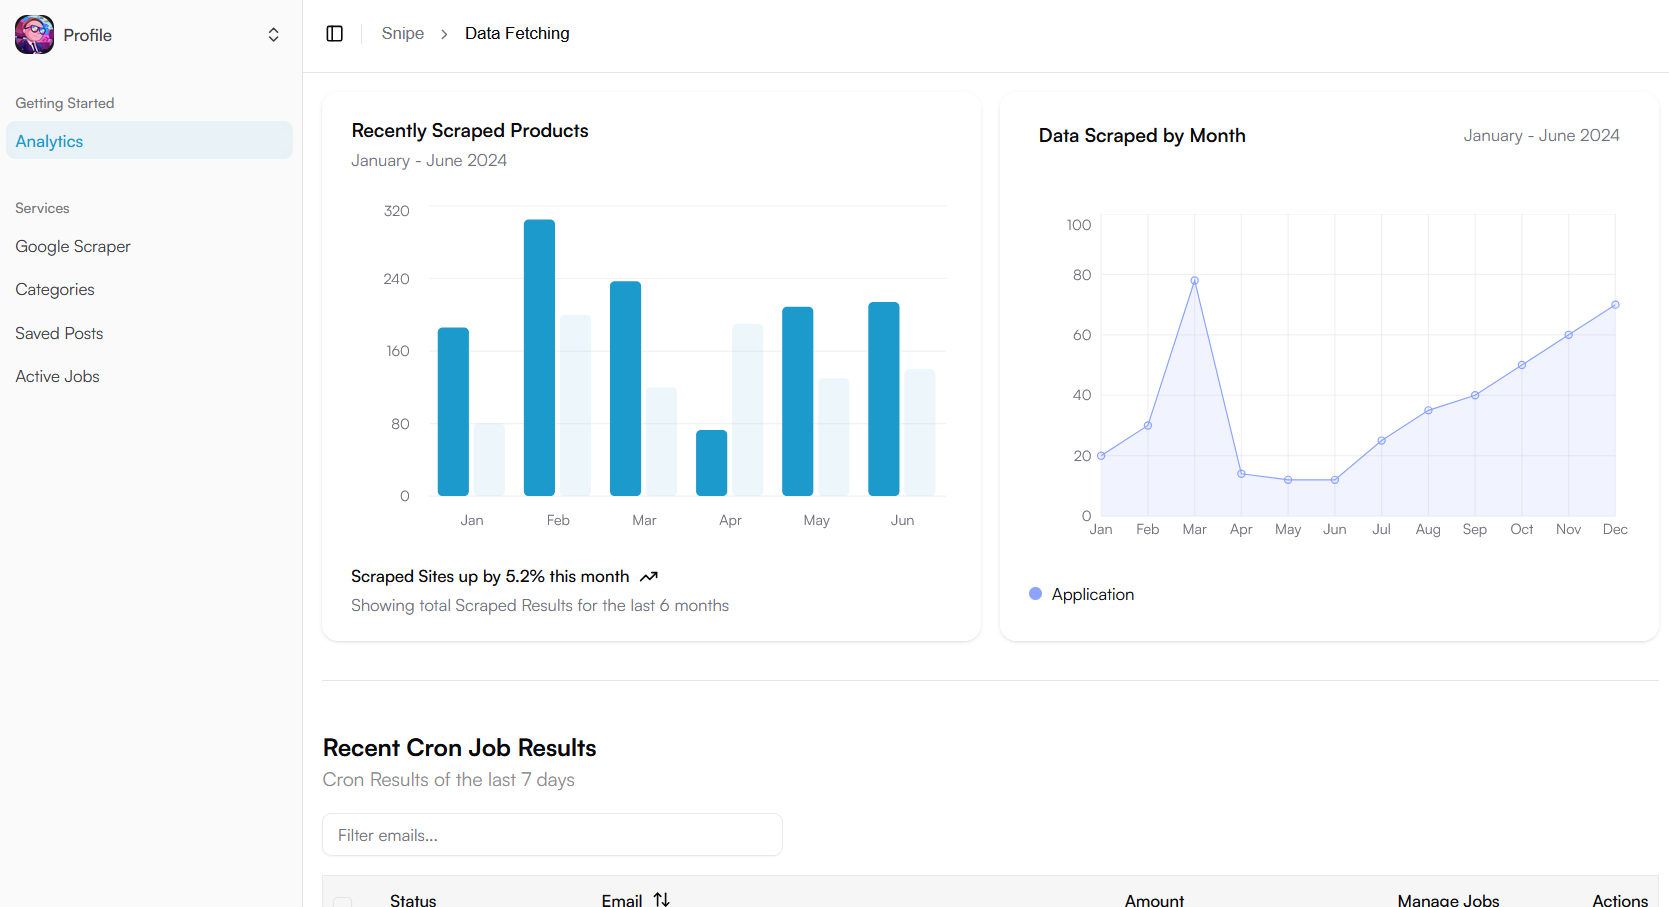 Profile
Getting Started
Analytics
Services
Google Scraper
Categories
Saved Posts
Active Jobs
Snipe > Data Fetching
Recently Scraped Products
January - June 2024
320
240
160
80
0
Jan Feb Mar Apr May Jun
Scraped Sites up by 5.2% this month
Showing total Scraped Results for the last 6 months
Data Scraped by Month January - June 2024
100
80
60
40
20
0
Jan Feb Mar Apr May Jun Jul Aug Sep Oct Nov Dec
Application
Recent Cron Job Results
Cron Results of the last 7 days
Filter emails...
Status Email Amount Manage Jobs Actions